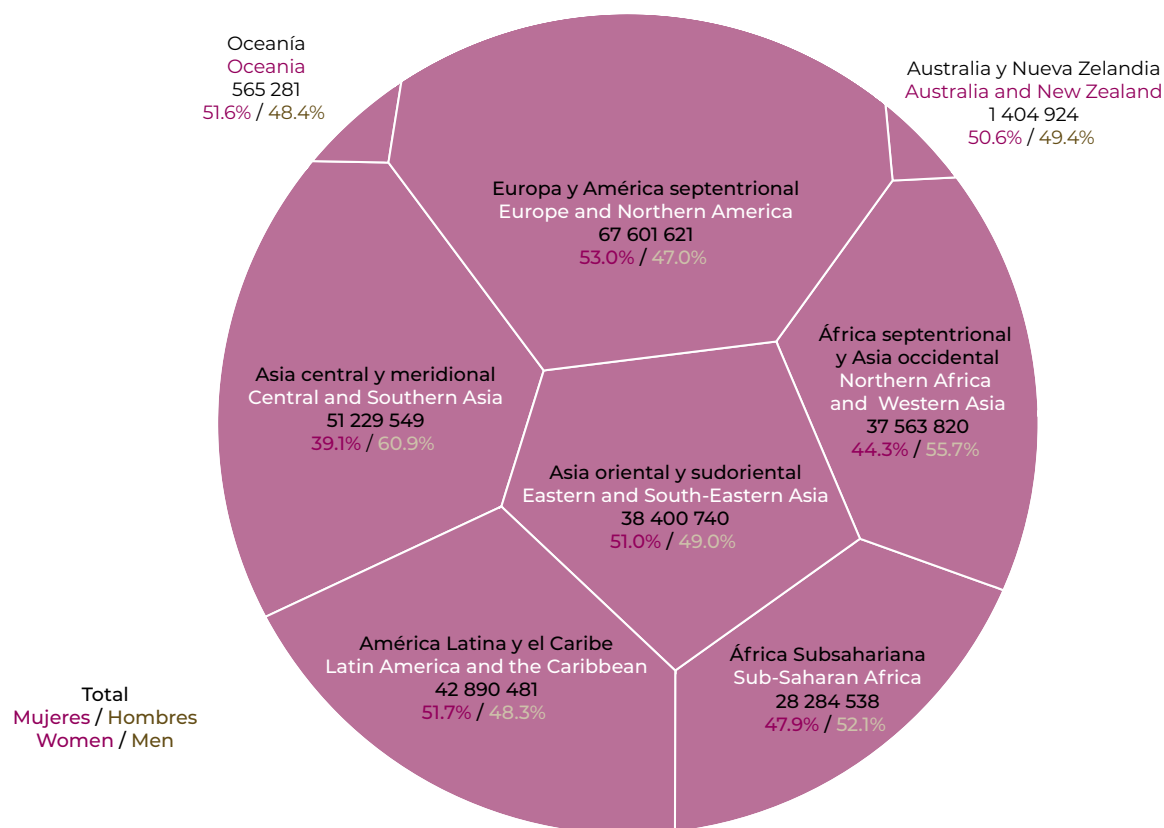 Oceanía
Oceania
565 281
51.6% / 48.4%
Australia y Nueva Zelandia
Australia and New Zealand
1 404 924
50.6% / 49.4%
Europa y América septentrional
Europe and Northern America
67 601 621
53.0% / 47.0%
África septentrional
y Asia occidental
Northern Africa
and Western Asia
37 563 820
44.3% / 55.7%
Asia central y meridional
Central and Southern Asia
51 229 549
39.1% / 60.9%
Asia oriental y sudoriental
Eastern and South-Eastern Asia
38 400 740
51.0% / 49.0%
América Latina y el Caribe
Latin America and the Caribbean
42 890 481
51.7% / 48.3%
África Subsahariana
Sub-Saharan Africa
28 284 538
47.9% / 52.1%
Total
Mujeres / Hombres
Women / Men